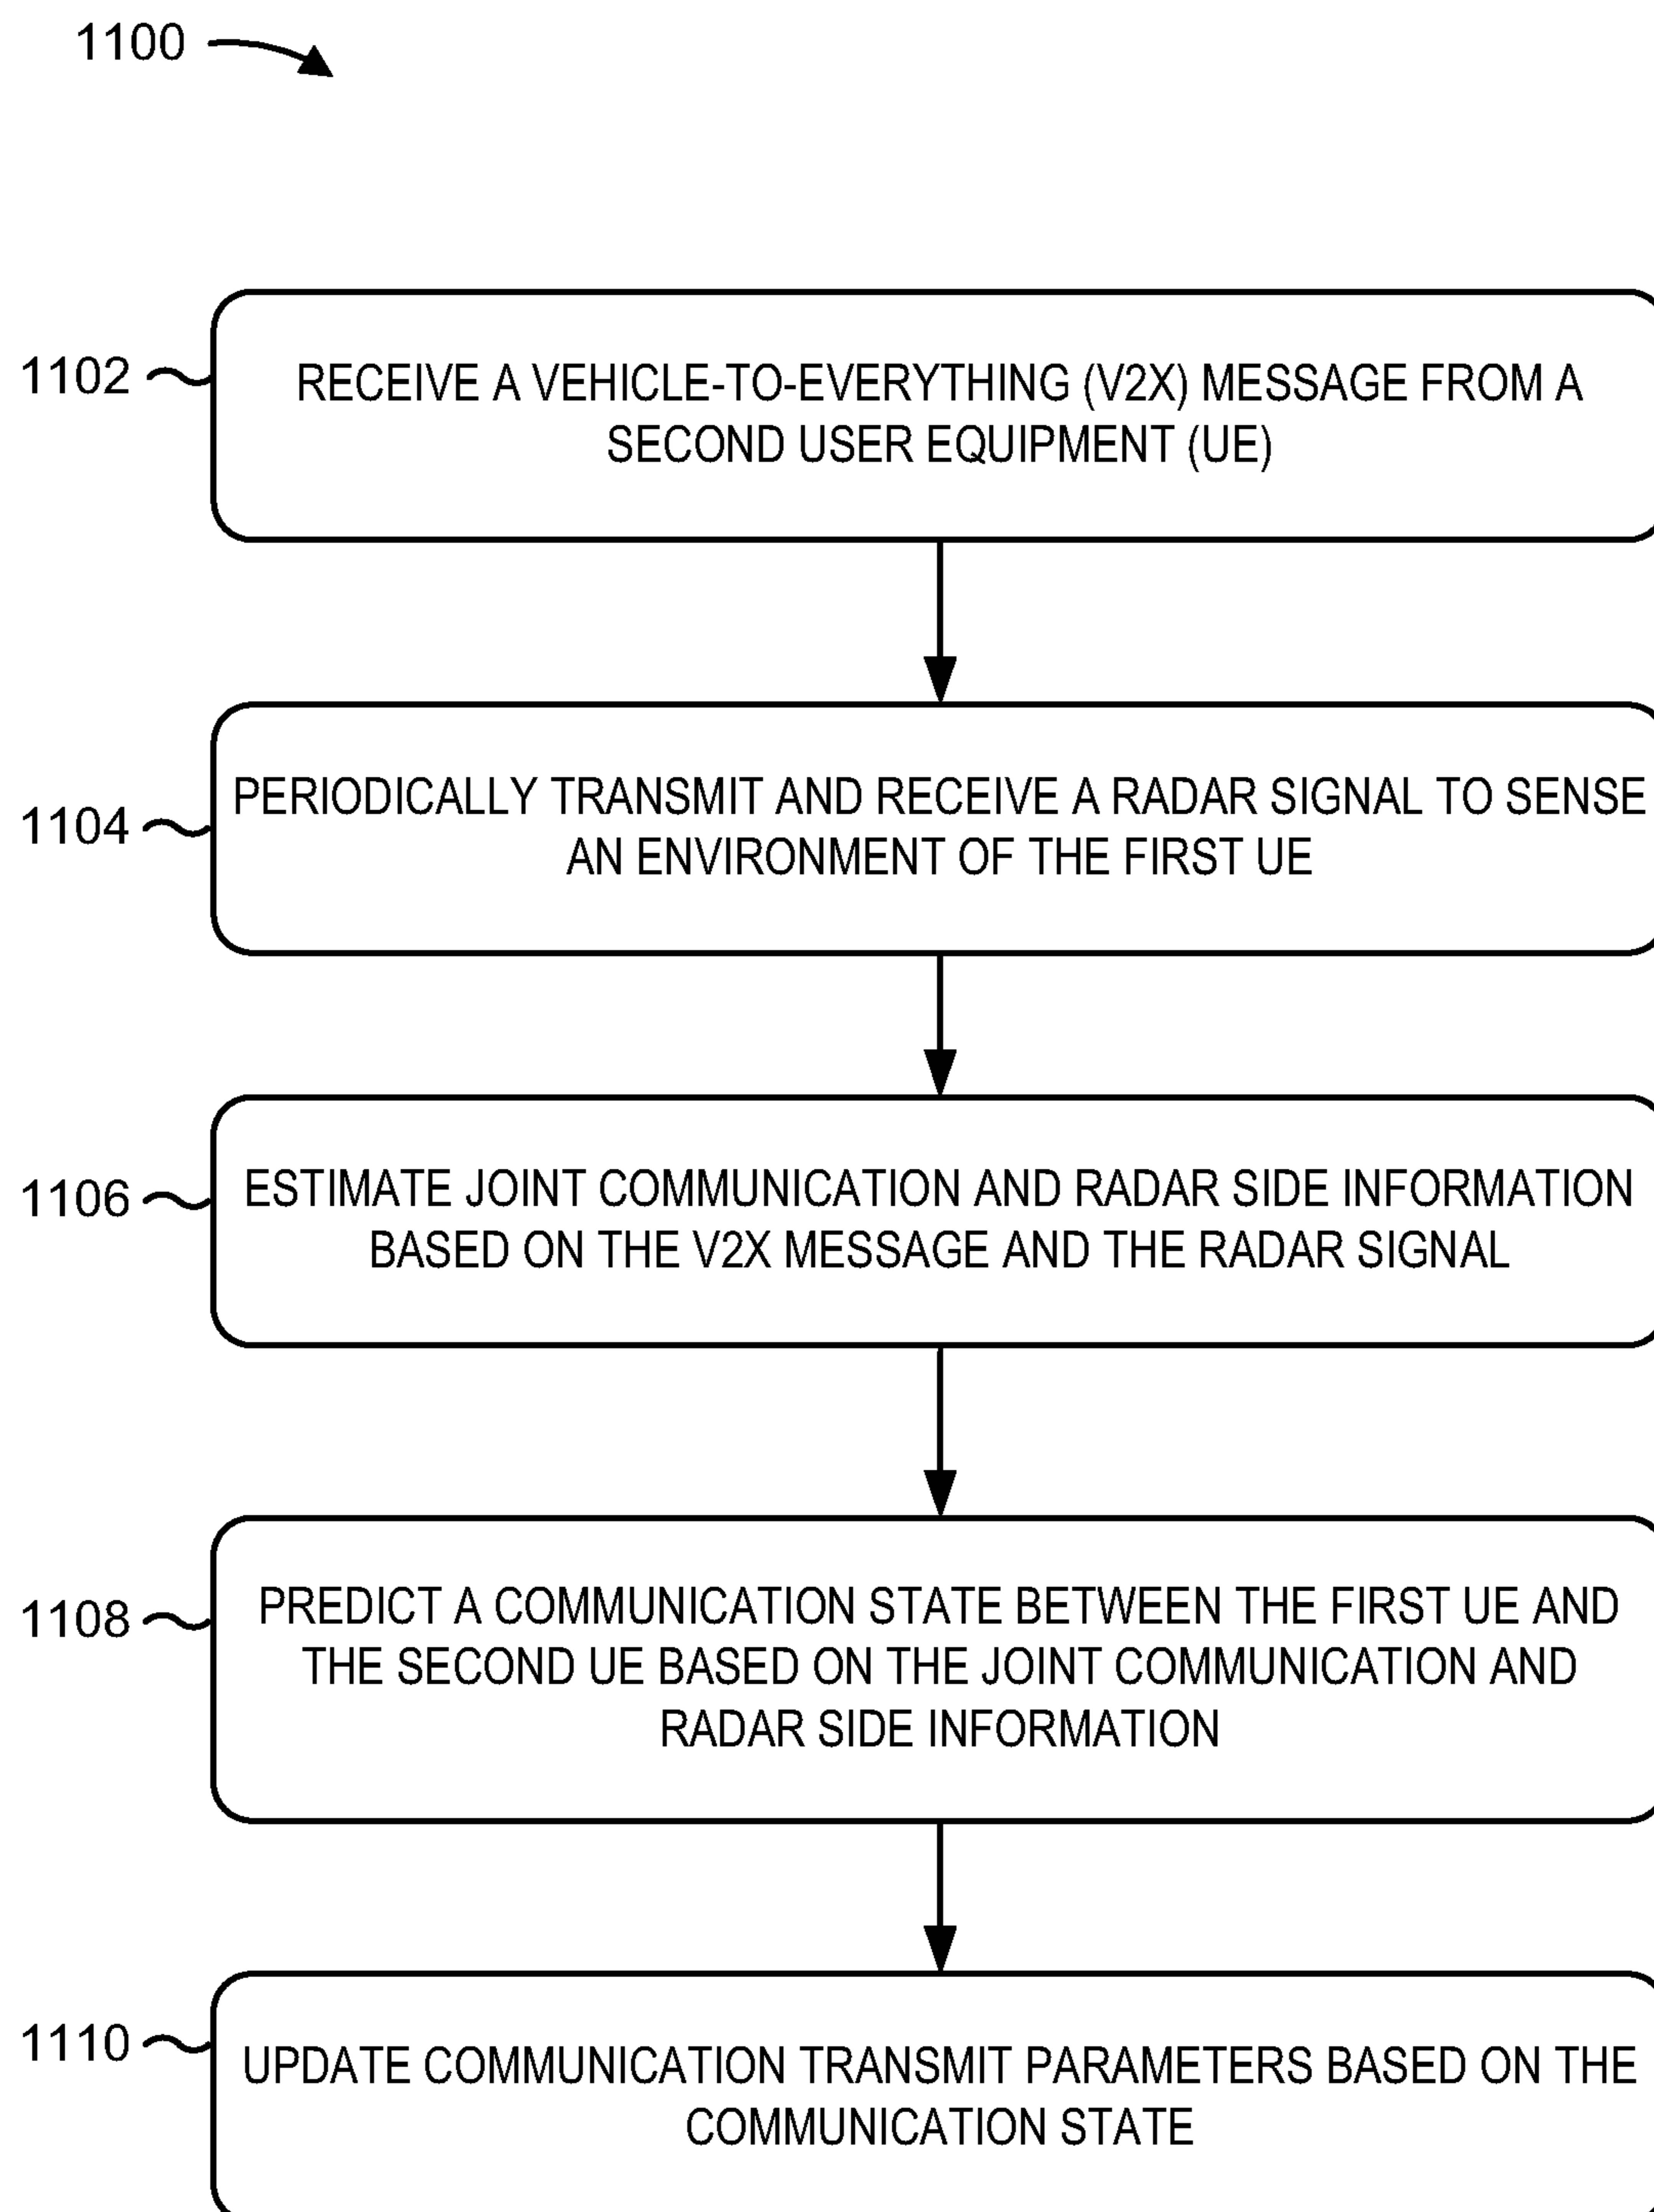 1100
1102
RECEIVE A VEHICLE-TO-EVERYTHING (V2X) MESSAGE FROM A
SECOND USER EQUIPMENT (UE)
1104
PERIODICALLY TRANSMIT AND RECEIVE A RADAR SIGNAL TO SENSE
AN ENVIRONMENT OF THE FIRST UE
1106
ESTIMATE JOINT COMMUNICATION AND RADAR SIDE INFORMATION
BASED ON THE V2X MESSAGE AND THE RADAR SIGNAL
1108
PREDICT A COMMUNICATION STATE BETWEEN THE FIRST UE AND
THE SECOND UE BASED ON THE JOINT COMMUNICATION AND
RADAR SIDE INFORMATION
1110
UPDATE COMMUNICATION TRANSMIT PARAMETERS BASED ON THE
COMMUNICATION STATE